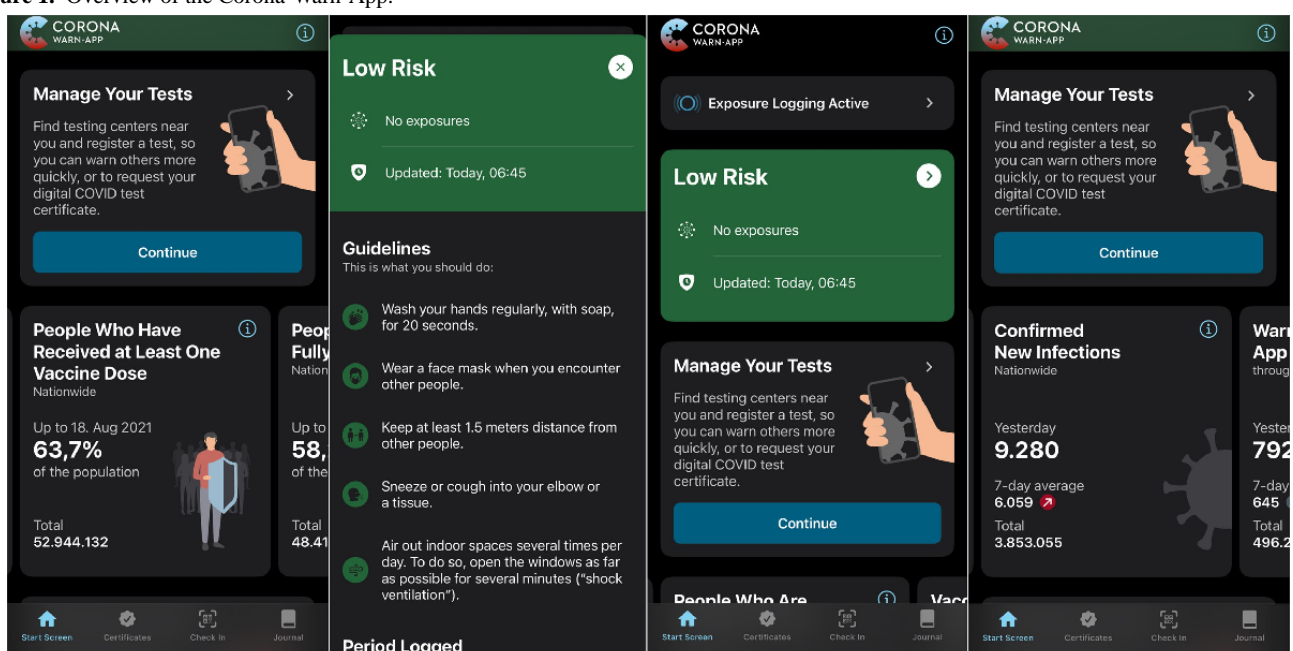 Figure 1. Overview of the Corona-Warn-App.
CORONA
WARN-APP
Manage Your Tests
Find testing centers near
you and register a test, so
you can warn others more
quickly, or to request your
digital COVID test
certificate.
Continue
People Who Have
Received at Least One
Vaccine Dose
Nationwide
Up to 18. Aug 2021
63,7%
of the population
Total
52.944.132
Fully
Up to
58,
of the
Total
48.41
Start Screen
Certificates
Check In
Journal
Low Risk
No exposures
Updated: Today, 06:45
Guidelines
This is what you should do:
Wash your hands regularly, with soap,
for 20 seconds.
Wear a face mask when you encounter
other people.
Keep at least 1.5 meters distance from
other people.
Sneeze or cough into your elbow or
a tissue.
Air out indoor spaces several times per
day. To do so, open the windows as far
as possible for several minutes ("shock
ventilation").
Period Logged
CORONA
WARN-APP
Exposure Logging Active
Low Risk
No exposures
Updated: Today, 06:45
Manage Your Tests
Find testing centers near
you and register a test, so
you can warn others more
quickly, or to request your
digital COVID test
certificate.
Continue
People Who Are
Start Screen
Certificates
Check In
Journal
CORONA
WARN-APP
Manage Your Tests
Find testing centers near
you and register a test, so
you can warn others more
quickly, or to request your
digital COVID test
certificate.
Continue
Confirmed
New Infections
Nationwide
Yesterday
9.280
7-day average
6.059
Total
3.853.055
App
792
7-day
645
Total
496.2
Start Screen
Certificates
Check In
Journal